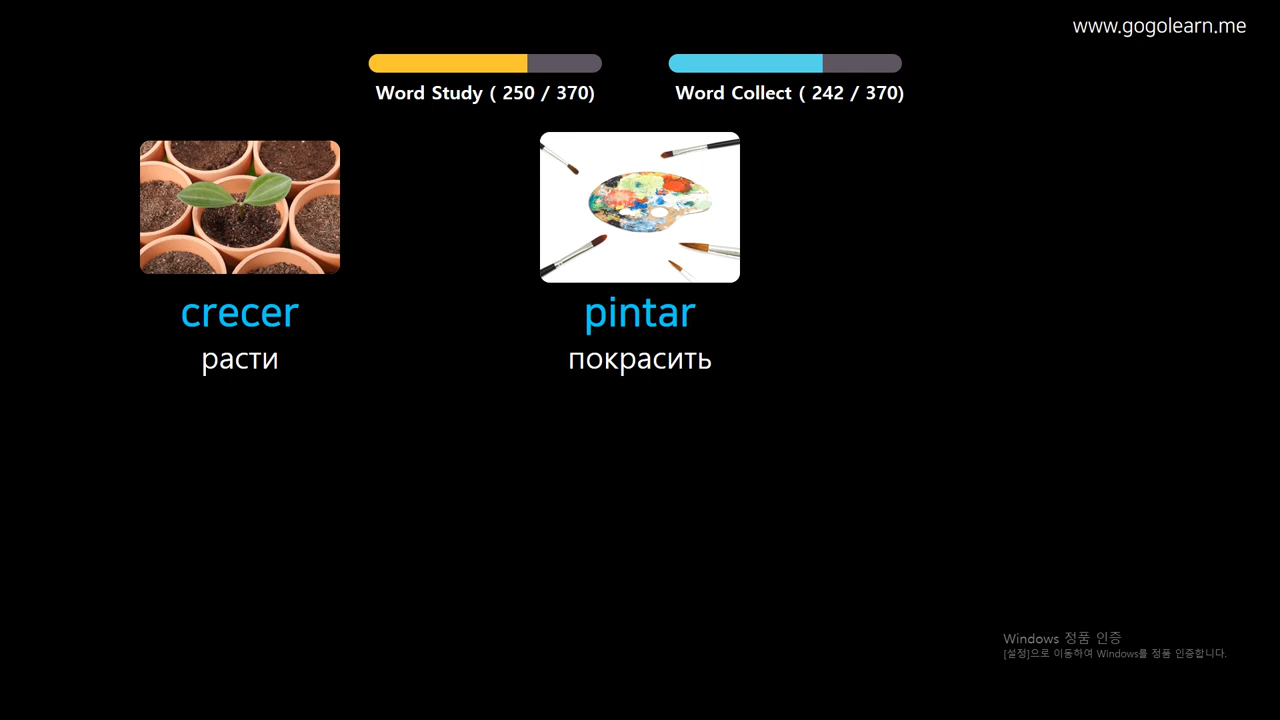 www.gogolearn.me
Word Study ( 250 / 370)
Word Collect ( 242 / 370)
crecer
расти
pintar
покрасить
Windows 정품 인증
[설정]으로 이동하여 Windows를 정품 인증합니다.